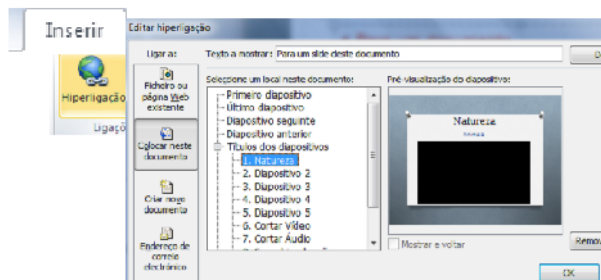 Inserir
Hiperligação
Ligaçõ
Editar hiperligação
Ligar a:
Texto a mostrar: Para um slide deste documento
Ficheiro ou
página Web
existente
Colocar neste
documento
Criar novo
documento
Endereço de
correio
electrónico
Seleccione um local neste documento:
Primeiro diapositivo
Último diapositivo
Diapositivo seguinte
Diapositivo anterior
Títulos dos diapositivos
1. Natureza
2. Diapositivo 2
3. Diapositivo 3
4. Diapositivo 4
5. Diapositivo 5
6. Cortar Vídeo
7. Cortar Áudio
Pré-visualização do diapositivo:
Natureza
Mostrar e voltar
Remov
OK